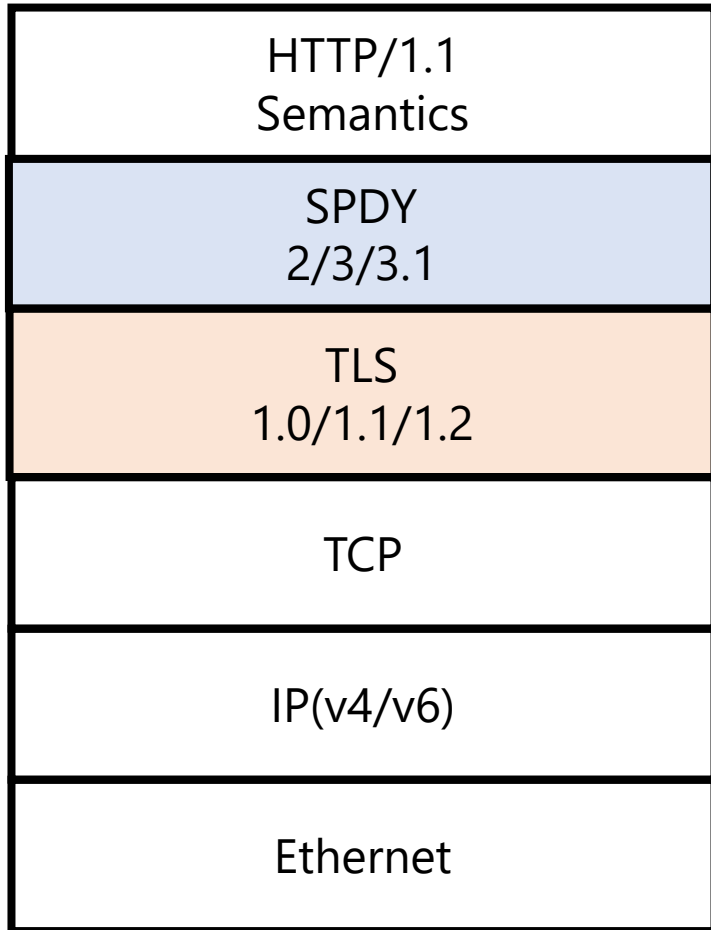 HTTP/1.1
Semantics
SPDY
2/3/3.1
TLS
1.0/1.1/1.2
TCP
IP(v4/v6)
Ethernet